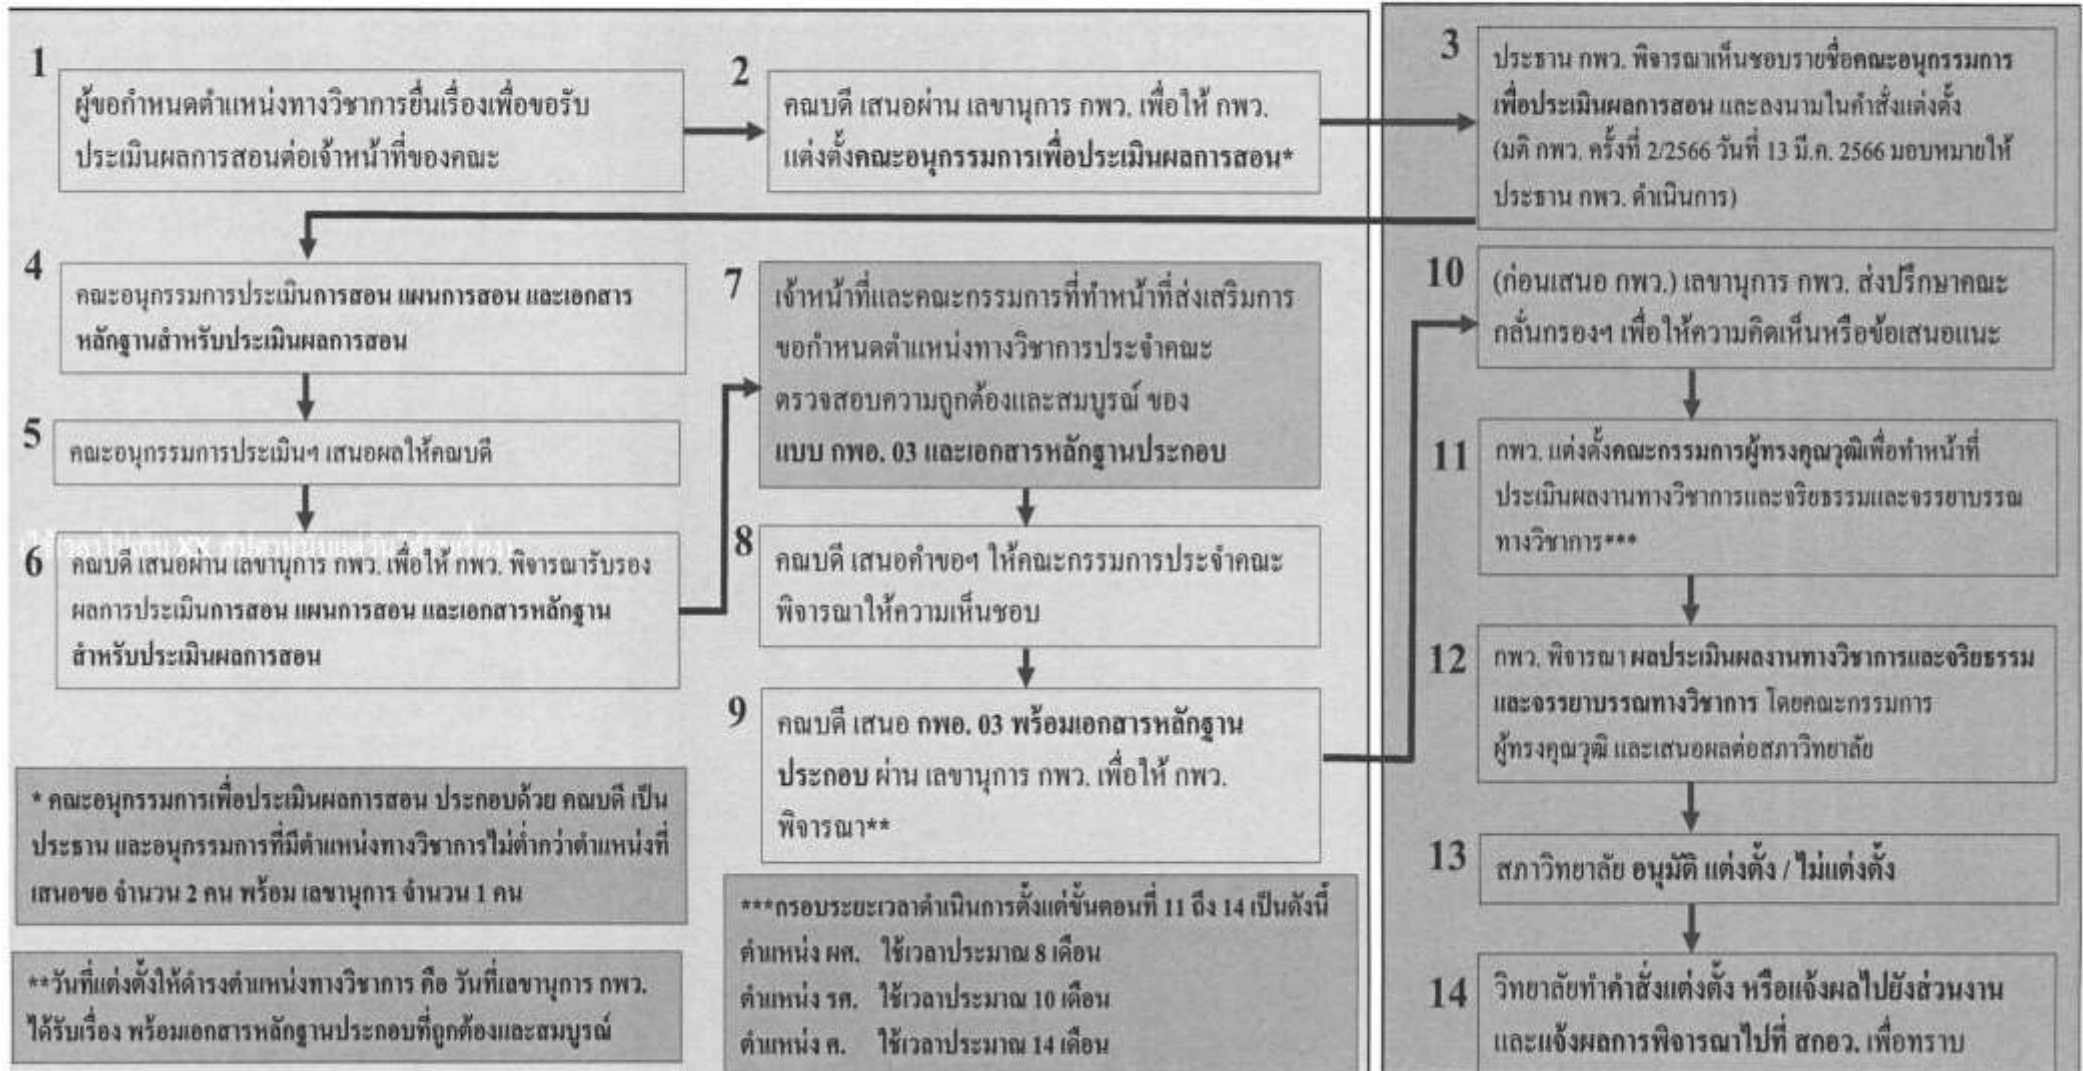 1
ผู้ขอกำหนดตำแหน่งทางวิชาการยื่นเรื่องเพื่อขอรับ
ประเมินผลการสอนต่อเจ้าหน้าที่ของคณะ
2
คณบดี เสนอผ่าน เลขานุการ กพว. เพื่อให้ กพว.
แต่งตั้งคณะอนุกรรมการเพื่อประเมินผลการสอน*
3
ประธาน กพว. พิจารณาเห็นชอบรายชื่อคณะอนุกรรมการ
เพื่อประเมินผลการสอน และลงนามในคำสั่งแต่งตั้ง
(มติ กพว. ครั้งที่ 2/2566 วันที่ 13 มี.ค. 2566 มอบหมายให้
ประธาน กพว. ดำเนินการ)
4
คณะอนุกรรมการประเมินการสอน แผนการสอน และเอกสาร
หลักฐานสำหรับประเมินผลการสอน
5
คณะอนุกรรมการประเมินฯ เสนอผลให้คณบดี
6
คณบดี เสนอผ่าน เลขานุการ กพว. เพื่อให้ กพว. พิจารณารับรอง
ผลการประเมินการสอน แผนการสอน และเอกสารหลักฐาน
สำหรับประเมินผลการสอน
7
เจ้าหน้าที่และคณะกรรมการที่ทำหน้าที่ส่งเสริมการ
ขอกำหนดตำแหน่งทางวิชาการประจำคณะ
ตรวจสอบความถูกต้องและสมบูรณ์ ของ
แบบ กพอ. 03 และเอกสารหลักฐานประกอบ
8
คณบดี เสนอคำขอฯ ให้คณะกรรมการประจำคณะ
พิจารณาให้ความเห็นชอบ
9
คณบดี เสนอ กพอ. 03 พร้อมเอกสารหลักฐาน
ประกอบ ผ่าน เลขานุการ กพว. เพื่อให้ กพว.
พิจารณา**
10
(ก่อนเสนอ กพว.) เลขานุการ กพว. ส่งปรึกษาคณะ
กลั่นกรองฯ เพื่อให้ความคิดเห็นหรือข้อเสนอแนะ
11
กพว. แต่งตั้งคณะกรรมการผู้ทรงคุณวุฒิเพื่อทำหน้าที่
ประเมินผลงานทางวิชาการและจริยธรรมและจรรยาบรรณ
ทางวิชาการ***
12
กพว. พิจารณา ผลประเมินผลงานทางวิชาการและจริยธรรม
และจรรยาบรรณทางวิชาการ โดยคณะกรรมการ
ผู้ทรงคุณวุฒิ และเสนอผลต่อสภาวิทยาลัย
13
สภาวิทยาลัย อนุมัติ แต่งตั้ง / ไม่แต่งตั้ง
14
วิทยาลัยทำคำสั่งแต่งตั้ง หรือแจ้งผลไปยังส่วนงาน
และแจ้งผลการพิจารณาไปที่ สกอว. เพื่อทราบ
* คณะอนุกรรมการเพื่อประเมินผลการสอน ประกอบด้วย คณบดี เป็น
ประธาน และอนุกรรมการที่มีตำแหน่งทางวิชาการไม่ต่ำกว่าตำแหน่งที่
เสนอขอ จำนวน 2 คน พร้อม เลขานุการ จำนวน 1 คน
**วันที่แต่งตั้งให้ดำรงตำแหน่งทางวิชาการ คือ วันที่เลขานุการ กพว.
ได้รับเรื่อง พร้อมเอกสารหลักฐานประกอบที่ถูกต้องและสมบูรณ์
***กรอบระยะเวลาดำเนินการตั้งแต่ขั้นตอนที่ 11 ถึง 14 เป็นดังนี้
ตำแหน่ง ผศ. ใช้เวลาประมาณ 8 เดือน
ตำแหน่ง รศ. ใช้เวลาประมาณ 10 เดือน
ตำแหน่ง ศ. ใช้เวลาประมาณ 14 เดือน